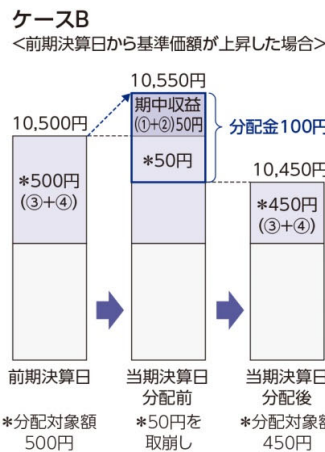 ケースB
<前期決算日から基準価額が上昇した場合>
10,550円
10,500円
期中収益
(①+②)50円
分配金100円
*50円
*500円
(③+④)
10,450円
*450円
(③+④)
前期決算日
当期決算日
分配前
当期決算日
分配後
*分配対象額
500円
*50円を
取崩し
*分配対象額
450円